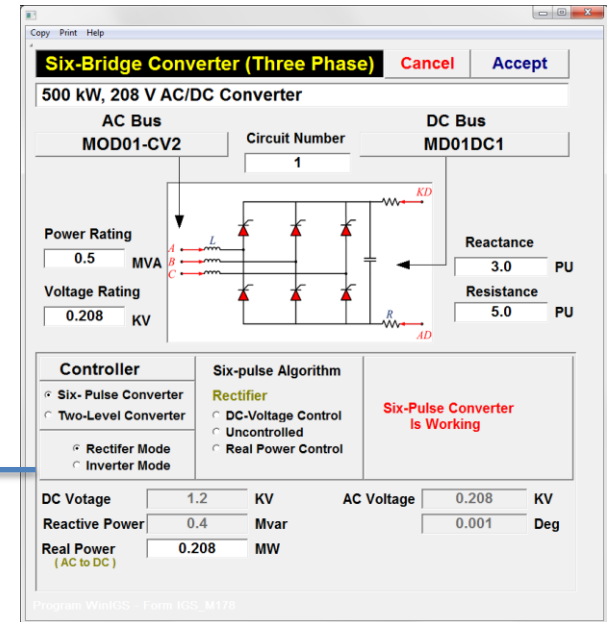 Copy Print Help
Six-Bridge Converter (Three Phase)
Cancel
Accept
500 kW, 208 V AC/DC Converter
AC Bus
DC Bus
MOD01-CV2
Circuit Number
MD01DC1
1
KD
Power Rating
0.5 MVA
A
L
B
C
Reactance
3.0 PU
Voltage Rating
0.208 KV
Resistance
5.0 PU
R
AD
Controller
Six-pulse Algorithm
Six- Pulse Converter
Rectifier
Two-Level Converter
DC-Voltage Control
Uncontrolled
Real Power Control
Six-Pulse Converter
Is Working
Rectifer Mode
Inverter Mode
DC Votage 1.2 KV
AC Voltage 0.208 KV
Reactive Power 0.4 Mvar
0.001 Deg
Real Power 0.208 MW
( AC to DC )
Program WinIGS - Form IGS_M178